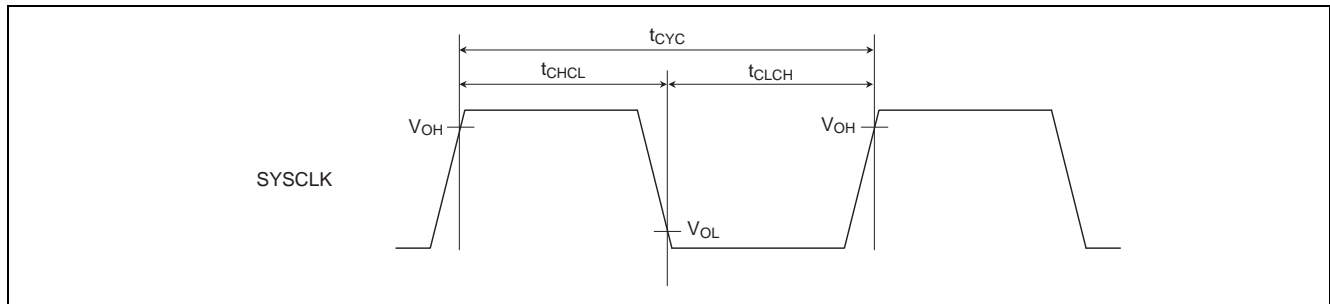 tCYC
tCHCL tCLCH
VOH VOH
SYSCLK
VOL